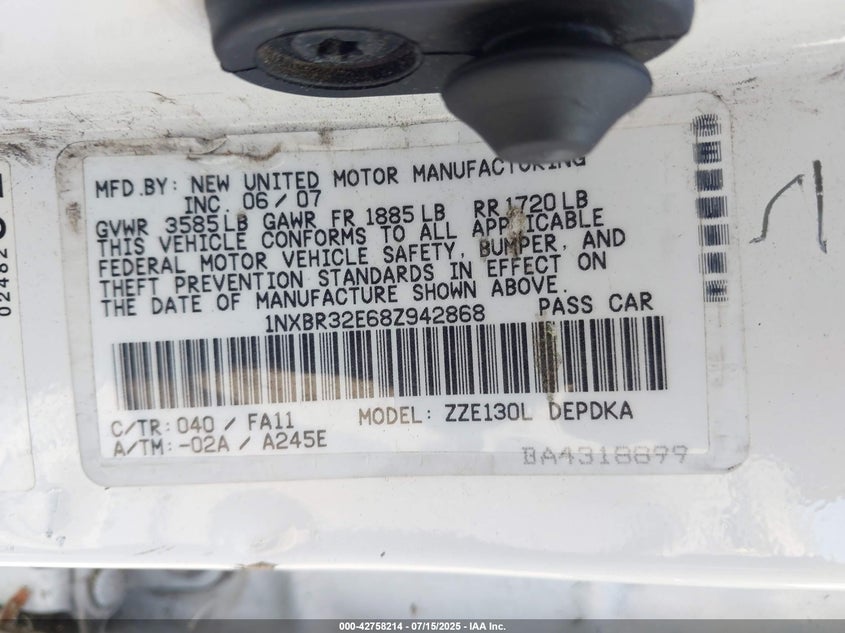 MFD.BY: NEW UNITED MOTOR MANUFACTURING
INC. 06/07
GVWR 3585LB GAWR FR 1885LB RR 1720LB
THIS VEHICLE CONFORMS TO ALL APPLICABLE
FEDERAL MOTOR VEHICLE SAFETY, BUMPER, AND
THEFT PREVENTION STANDARDS IN EFFECT ON
THE DATE OF MANUFACTURE SHOWN ABOVE.
1NXBR32E68Z942868 PASS CAR
C/TR: 040 / FA11 MODEL: ZZE130L DEPDKA
A/TM: -02A / A245E
BA4318899
000-42758214 - 07/15/2025 - IAA Inc.